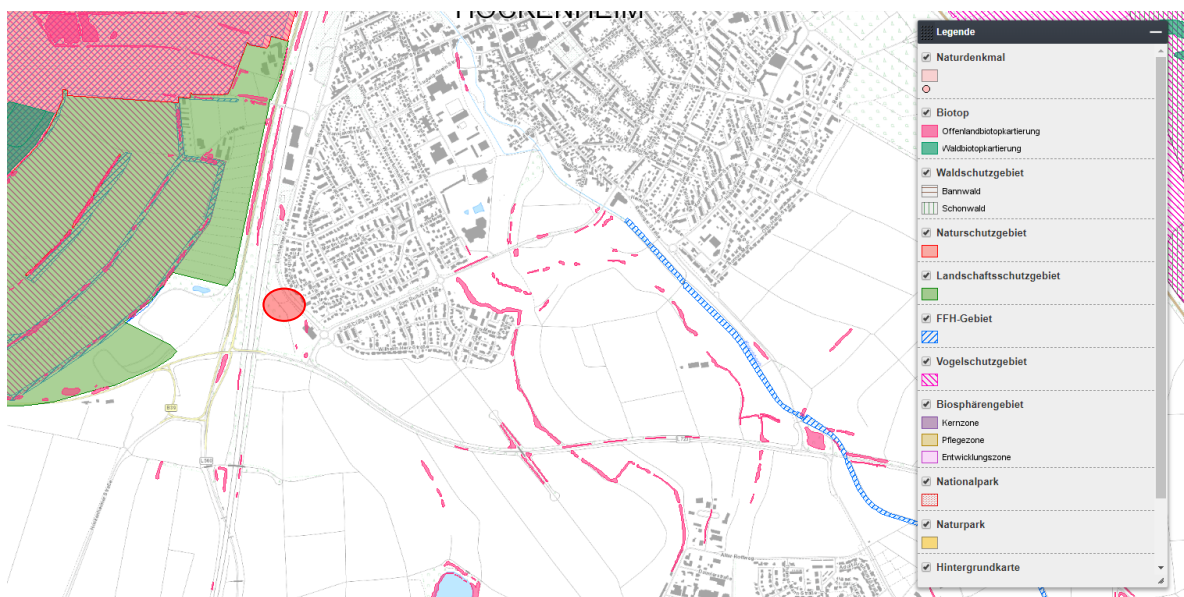 HOCKENHEIM
Legende
Naturdenkmal
Biotop
Offenlandbiotopkartierung
Waldbiotopkartierung
Waldschutzgebiet
Bannwald
Schonwald
Naturschutzgebiet
Landschaftsschutzgebiet
FFH-Gebiet
Vogelschutzgebiet
Biosphärengebiet
Kernzone
Pflegezone
Entwicklungszone
Nationalpark
Naturpark
Hintergrundkarte